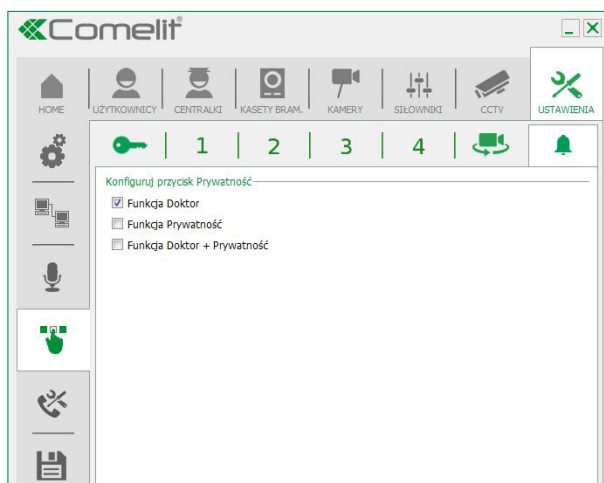 Comelit®
HOME UŻYTKOWNICY CENTRALKI KASETY BRAM. KAMERY SIŁOWNIKI CCTV USTAWIENIA
1 2 3 4
Konfiguruj przycisk Prywatność
Funkcja Doktor
Funkcja Prywatność
Funkcja Doktor + Prywatność